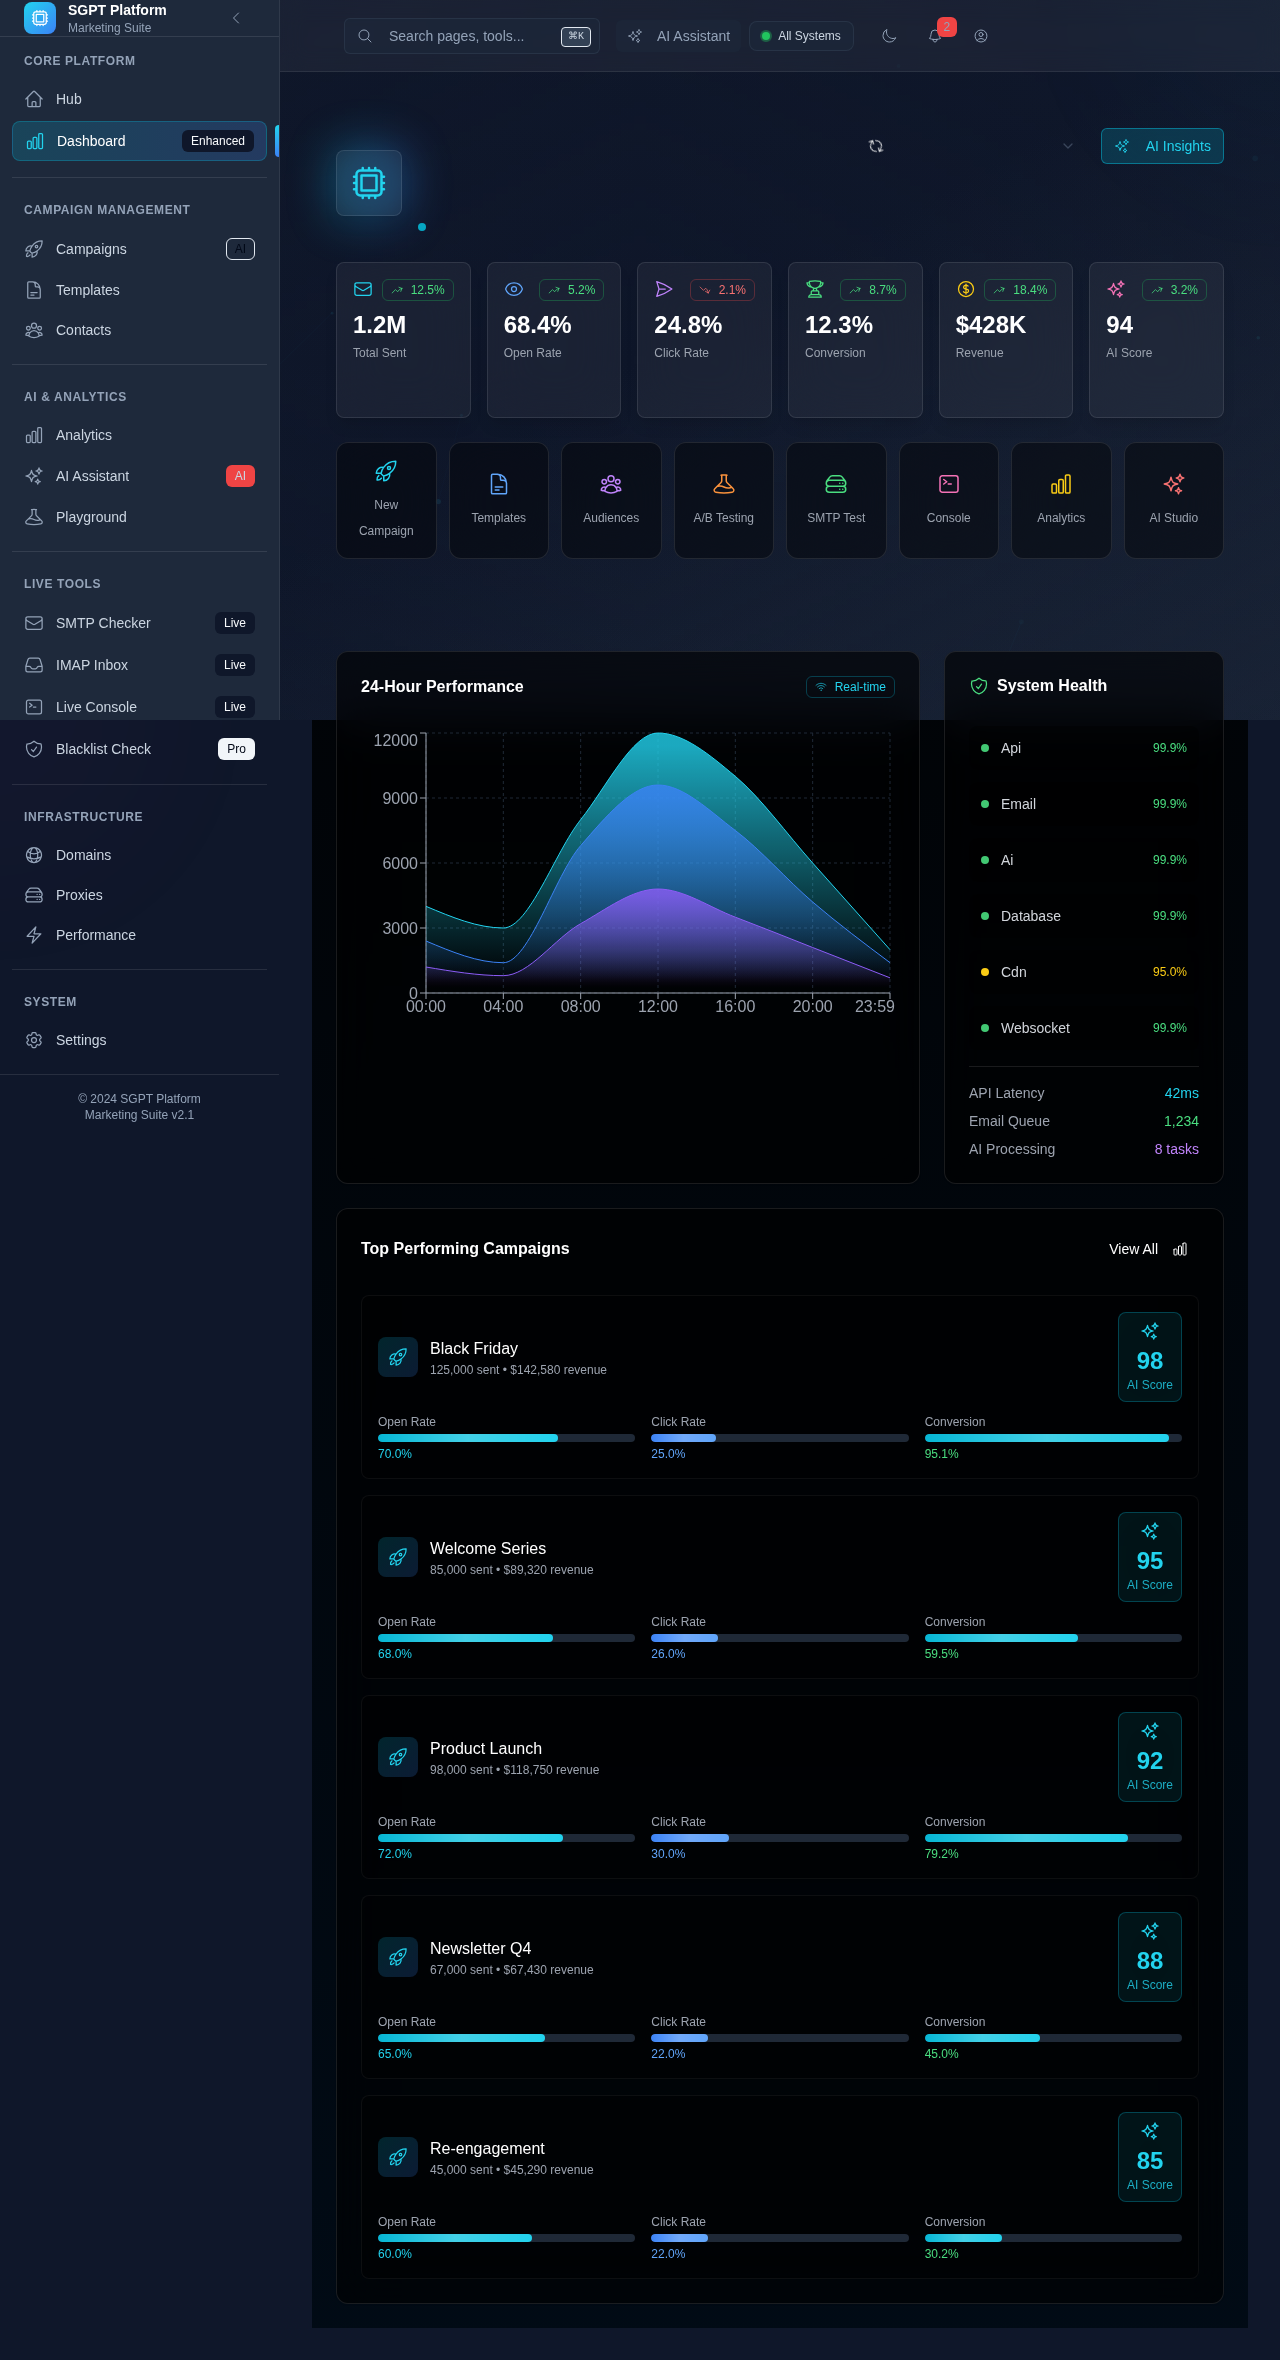 SGPT Platform
Marketing Suite
CORE PLATFORM
Hub
Dashboard
Enhanced
CAMPAIGN MANAGEMENT
Campaigns
AI
Templates
Contacts
AI & ANALYTICS
Analytics
AI Assistant
AI
Playground
LIVE TOOLS
SMTP Checker
Live
IMAP Inbox
Live
Live Console
Live
Blacklist Check
Pro
INFRASTRUCTURE
Domains
Proxies
Performance
SYSTEM
Settings
© 2024 SGPT Platform
Marketing Suite v2.1
Search pages, tools...
⌘K
AI Assistant
All Systems
2
AI Insights
12.5%
1.2M
Total Sent
5.2%
68.4%
Open Rate
2.1%
24.8%
Click Rate
8.7%
12.3%
Conversion
18.4%
$428K
Revenue
3.2%
94
AI Score
New
Campaign
Templates
Audiences
A/B Testing
SMTP Test
Console
Analytics
AI Studio
24-Hour Performance
Real-time
12000
9000
6000
3000
0
00:00
04:00
08:00
12:00
16:00
20:00
23:59
System Health
Api
99.9%
Email
99.9%
Ai
99.9%
Database
99.9%
Cdn
95.0%
Websocket
99.9%
API Latency
42ms
Email Queue
1,234
AI Processing
8 tasks
Top Performing Campaigns
View All
Black Friday
125,000 sent • $142,580 revenue
98
AI Score
Open Rate
70.0%
Click Rate
25.0%
Conversion
95.1%
Welcome Series
85,000 sent • $89,320 revenue
95
AI Score
Open Rate
68.0%
Click Rate
26.0%
Conversion
59.5%
Product Launch
98,000 sent • $118,750 revenue
92
AI Score
Open Rate
72.0%
Click Rate
30.0%
Conversion
79.2%
Newsletter Q4
67,000 sent • $67,430 revenue
88
AI Score
Open Rate
65.0%
Click Rate
22.0%
Conversion
45.0%
Re-engagement
45,000 sent • $45,290 revenue
85
AI Score
Open Rate
60.0%
Click Rate
22.0%
Conversion
30.2%